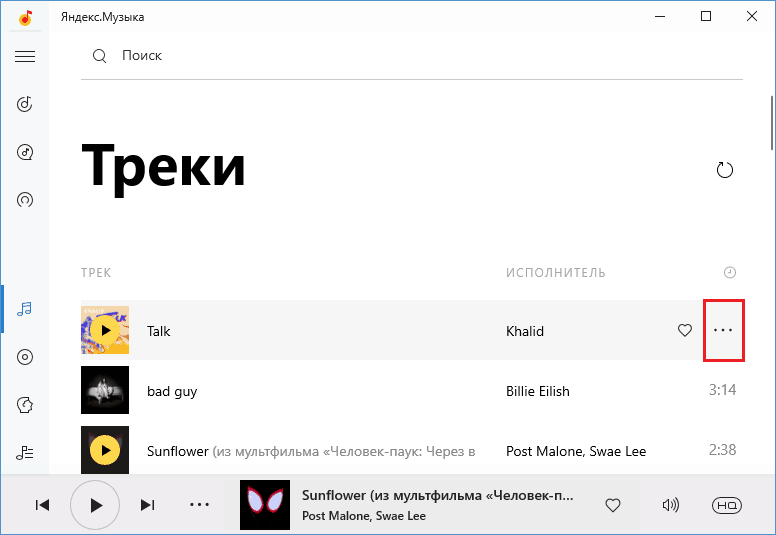 Яндекс.Музыка
Поиск
Треки
ТРЕК ИСПОЛНИТЕЛЬ
Talk Khalid
bad guy Billie Eilish 3:14
Sunflower (из мультфильма «Человек-паук: Через в Post Malone, Swae Lee 2:38
Sunflower (из мультфильма «Человек-п...
Post Malone, Swae Lee
HQ